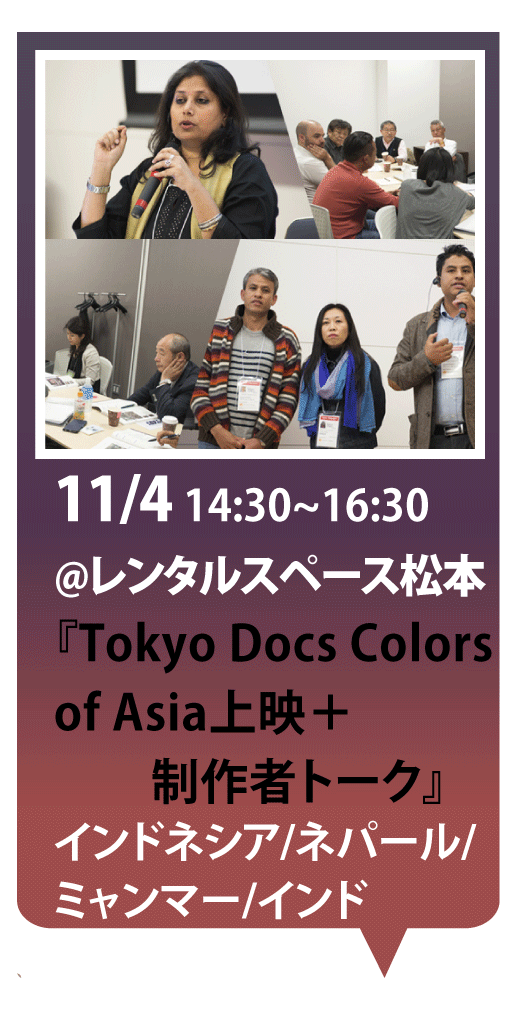 11/4 14:30~16:30
@レンタルスペース松本
『Tokyo Docs Colors
of Asia上映＋
制作者トーク』
インドネシア/ネパール/
ミャンマー/インド
、